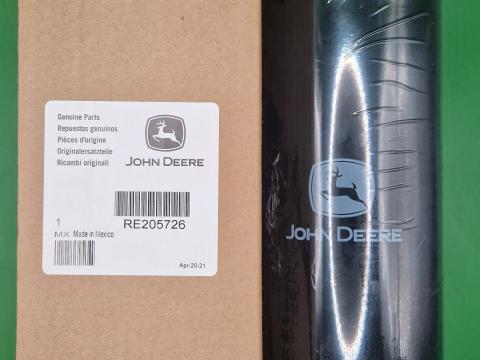 Genuine Parts
Repuestos genuinos
Pièces d'origine
Originalersatzteile
Ricambi originali
JOHN DEERE
RE205726
1
MX Made in Mexico
Apr-20-21
JOHN DEERE